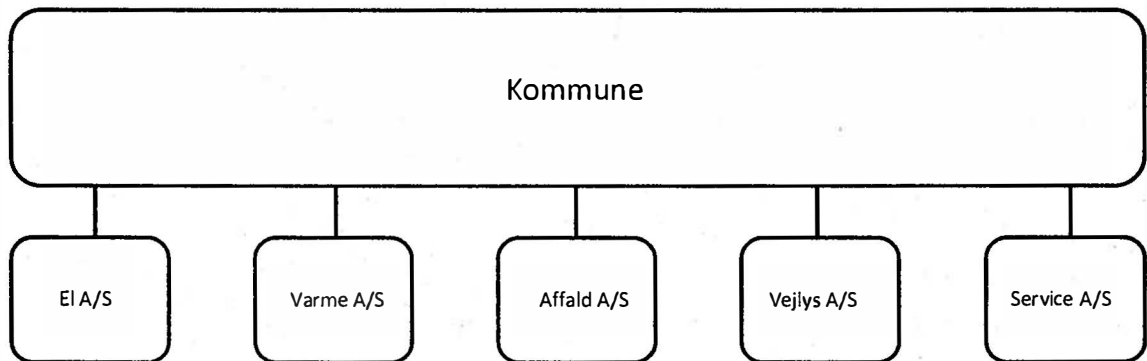 Kommune
El A/S
Varme A/S
Affald A/S
Vejlys A/S
Service A/S